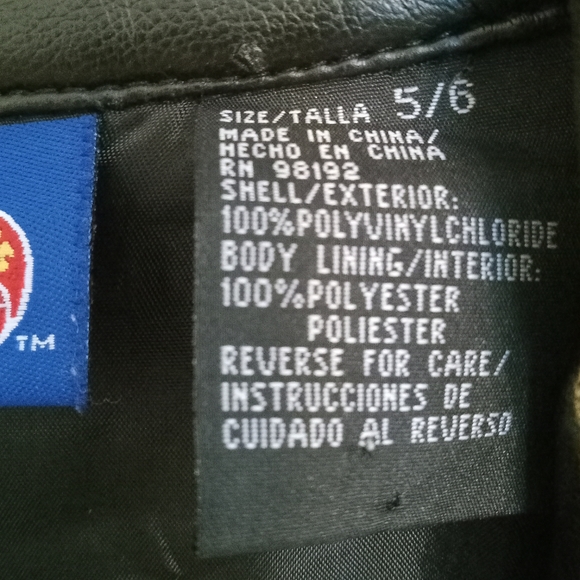 SIZE/TALLA 5/6
MADE IN CHINA/
HECHO EN CHINA
RN 98192
SHELL/EXTERIOR:
100%POLYVINYLCHLORIDE
BODY LINING/INTERIOR:
100%POLYESTER
POLIESTER
REVERSE FOR CARE/
INSTRUCCIONES DE
CUIDADO AL REVERSO
TM